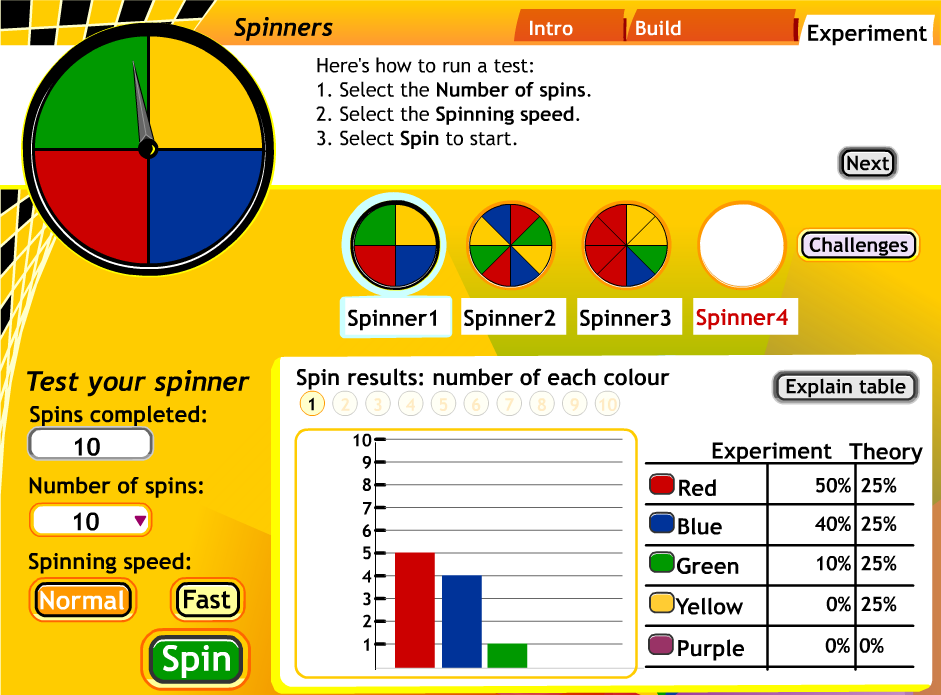 Spinners
Intro
Build
Experiment
Here's how to run a test:
1. Select the Number of spins.
2. Select the Spinning speed.
3. Select Spin to start.
Next
Challenges
Spinner1
Spinner2
Spinner3
Spinner4
Test your spinner
Spins completed:
10
Number of spins:
10
Spinning speed:
Normal
Fast
Spin
Spin results: number of each colour
1 2 3 4 5 6 7 8 9 10
Explain table
10
9
8
7
6
5
4
3
2
1
Experiment Theory
Red 50% 25%
Blue 40% 25%
Green 10% 25%
Yellow 0% 25%
Purple 0% 0%